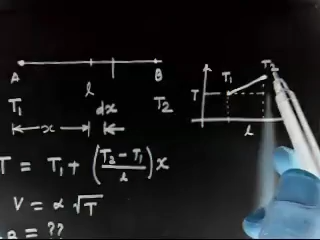 A B
l
T₁ dx T₂
x
T = T₁ + (T₂ - T₁ / l) x
V = α √T
= ??
T₂
T₁
T
l